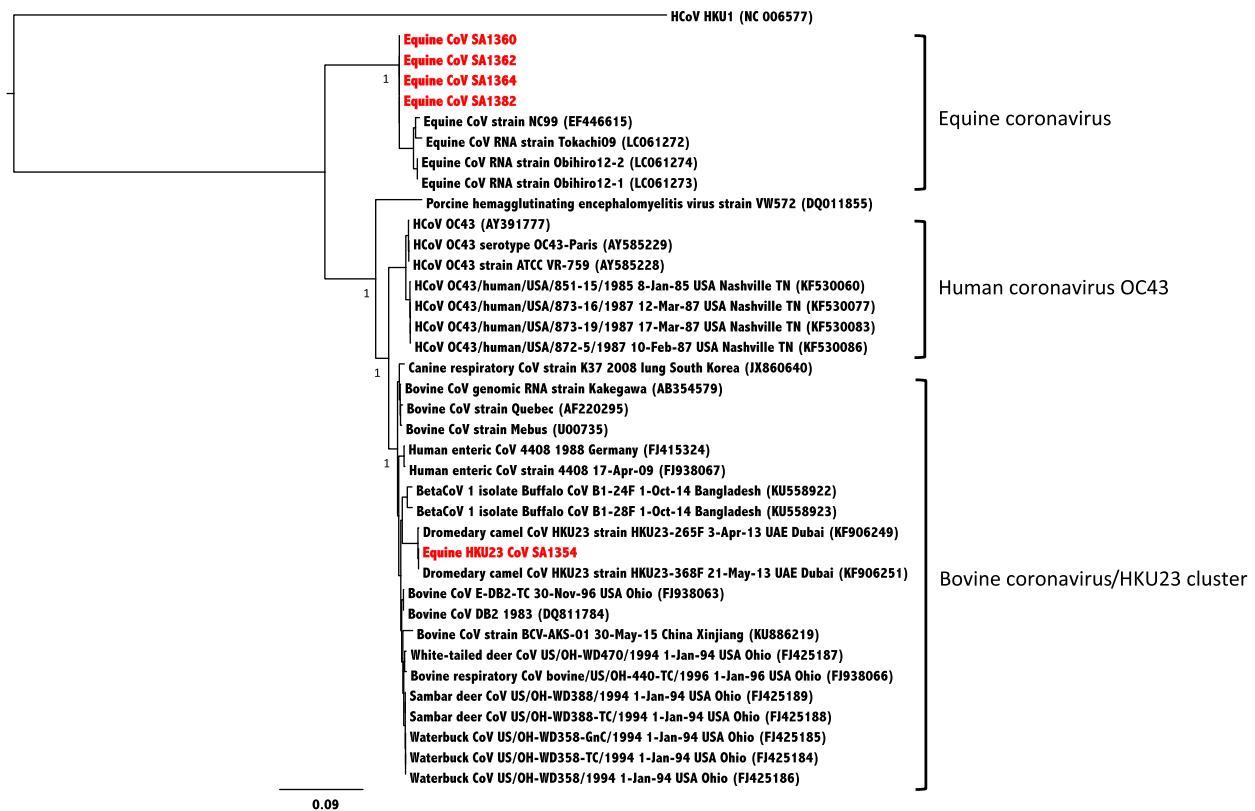 HCoV HKU1 (NC 006577)
Equine CoV SA1360
Equine CoV SA1362
Equine CoV SA1364
1
Equine CoV SA1382
Equine CoV strain NC99 (EF446615)
Equine coronavirus
Equine CoV RNA strain Tokachi09 (LC061272)
Equine CoV RNA strain Obihiro12-2 (LC061274)
Equine CoV RNA strain Obihiro12-1 (LC061273)
Porcine hemagglutinating encephalomyelitis virus strain VW572 (DQ011855)
HCoV OC43 (AY391777)
HCoV OC43 serotype OC43-Paris (AY585229)
HCoV OC43 strain ATCC VR-759 (AY585228)
HCoV OC43/human/USA/851-15/1985 8-Jan-85 USA Nashville TN (KF530060)
Human coronavirus OC43
1
HCoV OC43/human/USA/873-16/1987 12-Mar-87 USA Nashville TN (KF530077)
HCoV OC43/human/USA/873-19/1987 17-Mar-87 USA Nashville TN (KF530083)
HCoV OC43/human/USA/872-5/1987 10-Feb-87 USA Nashville TN (KF530086)
1
Canine respiratory CoV strain K37 2008 lung South Korea (JX860640)
Bovine CoV genomic RNA strain Kakegawa (AB354579)
Bovine CoV strain Quebec (AF220295)
Bovine CoV strain Mebus (U00735)
Human enteric CoV 4408 1988 Germany (FJ415324)
1
Human enteric CoV strain 4408 17-Apr-09 (FJ938067)
BetaCoV 1 isolate Buffalo CoV B1-24F 1-Oct-14 Bangladesh (KU558922)
BetaCoV 1 isolate Buffalo CoV B1-28F 1-Oct-14 Bangladesh (KU558923)
Dromedary camel CoV HKU23 strain HKU23-265F 3-Apr-13 UAE Dubai (KF906249)
Equine HKU23 CoV SA1354
Dromedary camel CoV HKU23 strain HKU23-368F 21-May-13 UAE Dubai (KF906251)
Bovine coronavirus/HKU23 cluster
Bovine CoV E-DB2-TC 30-Nov-96 USA Ohio (FJ938063)
Bovine CoV DB2 1983 (DQ811784)
Bovine CoV strain BCV-AKS-01 30-May-15 China Xinjiang (KU886219)
White-tailed deer CoV US/OH-WD470/1994 1-Jan-94 USA Ohio (FJ425187)
Bovine respiratory CoV bovine/US/OH-440-TC/1996 1-Jan-96 USA Ohio (FJ938066)
Sambar deer CoV US/OH-WD388/1994 1-Jan-94 USA Ohio (FJ425189)
Sambar deer CoV US/OH-WD388-TC/1994 1-Jan-94 USA Ohio (FJ425188)
Waterbuck CoV US/OH-WD358-GnC/1994 1-Jan-94 USA Ohio (FJ425185)
Waterbuck CoV US/OH-WD358-TC/1994 1-Jan-94 USA Ohio (FJ425184)
Waterbuck CoV US/OH-WD358/1994 1-Jan-94 USA Ohio (FJ425186)
0.09